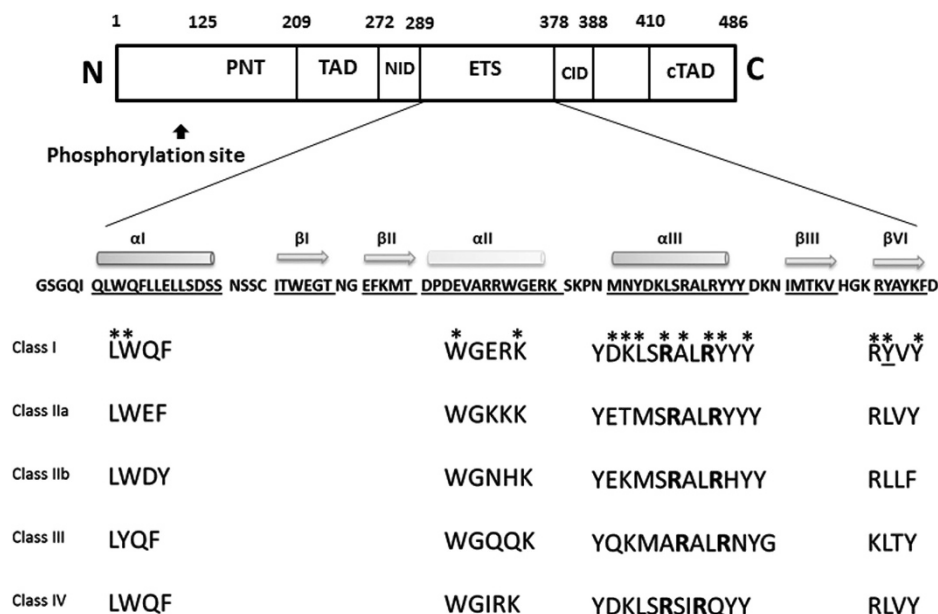 1 125 209 272 289 378 388 410 486
N PNT TAD NID ETS CID cTAD C
Phosphorylation site
αI βI βII αII αIII βIII βVI
GSGQI QLWQFLLELLSDSS NSSC ITWEGT NG EFKMT DPDEVARRWGERK SKPN MNYDKLSRALRYYY DKN IMTKV HGK RYAYKFD
** * * *** * * ** * ** *
Class I LWQF WGERK YDKLSRALRYYY RYVY
Class IIa LWEF WGKKK YETMSRALRYYY RLVY
Class IIb LWDY WGNHK YEKMSRALRHYY RLLF
Class III LYQF WGQQK YQKMARALRNYG KLTY
Class IV LWQF WGIRK YDKLSRSIRQYY RLVY